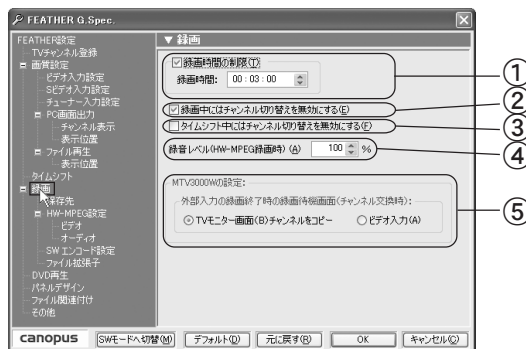 FEATHER G.Spec.
FEATHER設定
TVチャンネル登録
画質設定
ビデオ入力設定
Sビデオ入力設定
チューナー入力設定
PC画面出力
チャンネル表示
表示位置
ファイル再生
表示位置
タイムシフト
録画
保存先
HW-MPEG設定
ビデオ
オーディオ
SW エンコード設定
ファイル拡張子
DVD再生
パネルデザイン
ファイル関連付け
その他
▼ 録画
録画時間の制限(T)
録画時間: 00:03:00
録画中にはチャンネル切り替えを無効にする(E)
タイムシフト中にはチャンネル切り替えを無効にする(F)
録音レベル(HW-MPEG録画時) (A) 100 %
MTV3000Wの設定:
外部入力の録画終了時の録画待機画面(チャンネル交換時):
TVモニター画面(B)チャンネルをコピー ビデオ入力(A)
①
②
③
④
⑤
canopus SWモードへ切替(M) デフォルト(D) 元に戻す(R) OK キャンセル(C)